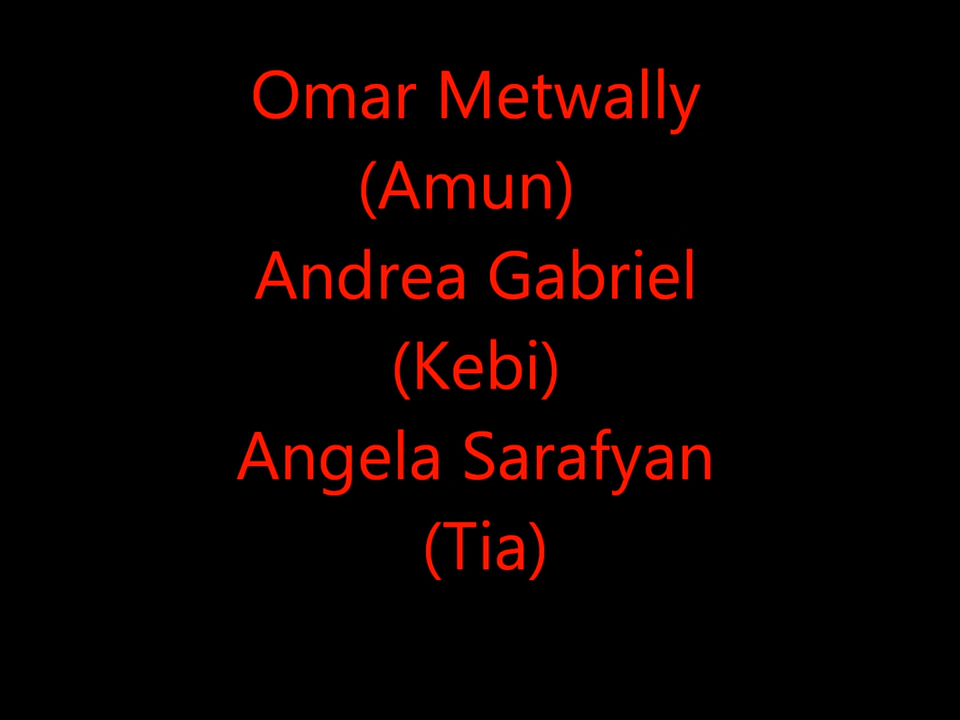 Omar Metwally
(Amun)
Andrea Gabriel
(Kebi)
Angela Sarafyan
(Tia)